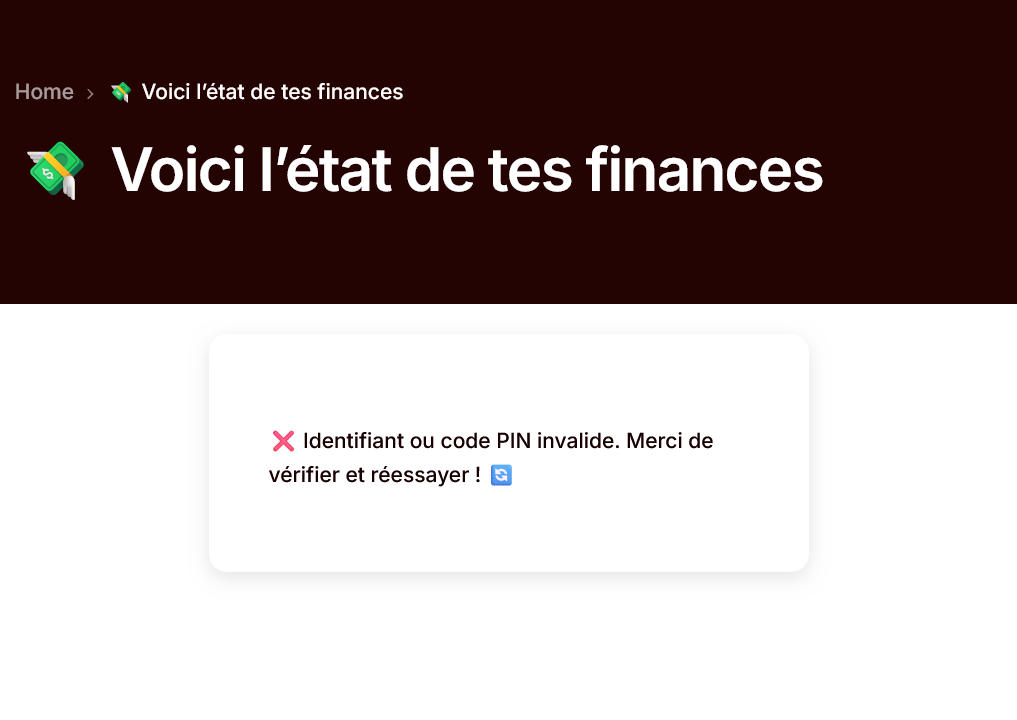 Home > 💸 Voici l’état de tes finances
💸 Voici l’état de tes finances
❌ Identifiant ou code PIN invalide. Merci de
vérifier et réessayer ! 🔄